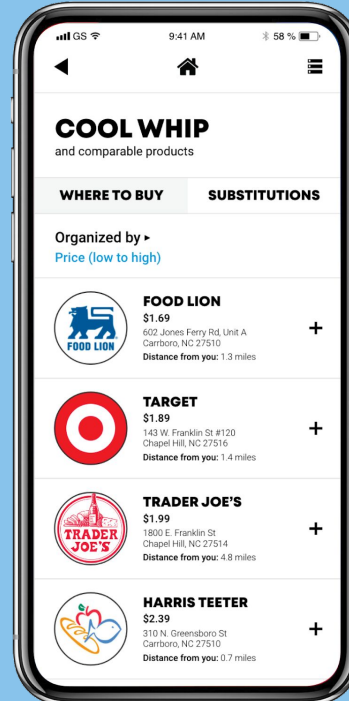 GS 9:41 AM 58 %
COOL WHIP
and comparable products
WHERE TO BUY SUBSTITUTIONS
Organized by ▸
Price (low to high)
FOOD LION
$1.69
602 Jones Ferry Rd, Unit A
Carrboro, NC 27510
Distance from you: 1.3 miles
FOOD LION
+
TARGET
$1.89
143 W. Franklin St #120
Chapel Hill, NC 27516
Distance from you: 1.4 miles
+
TRADER JOE'S
$1.99
1800 E. Franklin St
Chapel Hill, NC 27514
Distance from you: 4.8 miles
TRADER
JOE'S
+
HARRIS TEETER
$2.39
310 N. Greensboro St
Carrboro, NC 27510
Distance from you: 0.7 miles
+